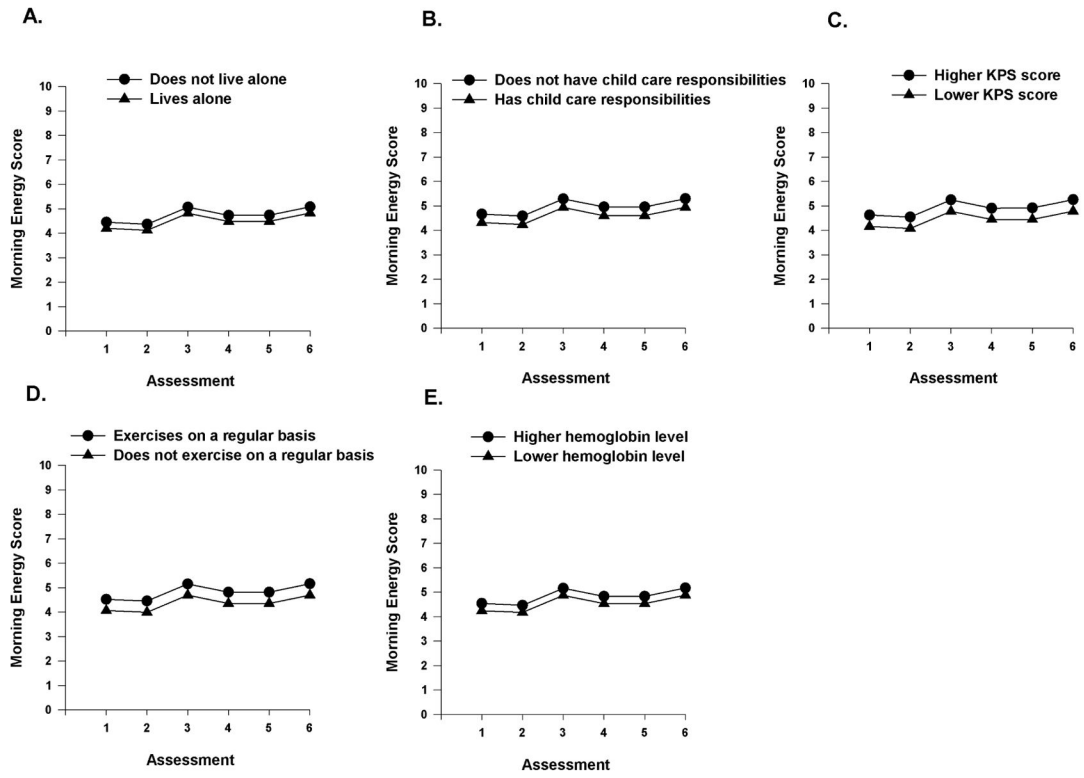 A.
Does not live alone
Lives alone
10
9
8
7
6
5
4
3
2
1
0
Morning Energy Score
1 2 3 4 5 6
Assessment
B.
Does not have child care responsibilities
Has child care responsibilities
10
9
8
7
6
5
4
3
2
1
0
Morning Energy Score
1 2 3 4 5 6
Assessment
C.
Higher KPS score
Lower KPS score
10
9
8
7
6
5
4
3
2
1
0
Morning Energy Score
1 2 3 4 5 6
Assessment
D.
Exercises on a regular basis
Does not exercise on a regular basis
10
9
8
7
6
5
4
3
2
1
0
Morning Energy Score
1 2 3 4 5 6
Assessment
E.
Higher hemoglobin level
Lower hemoglobin level
10
9
8
7
6
5
4
3
2
1
0
Morning Energy Score
1 2 3 4 5 6
Assessment